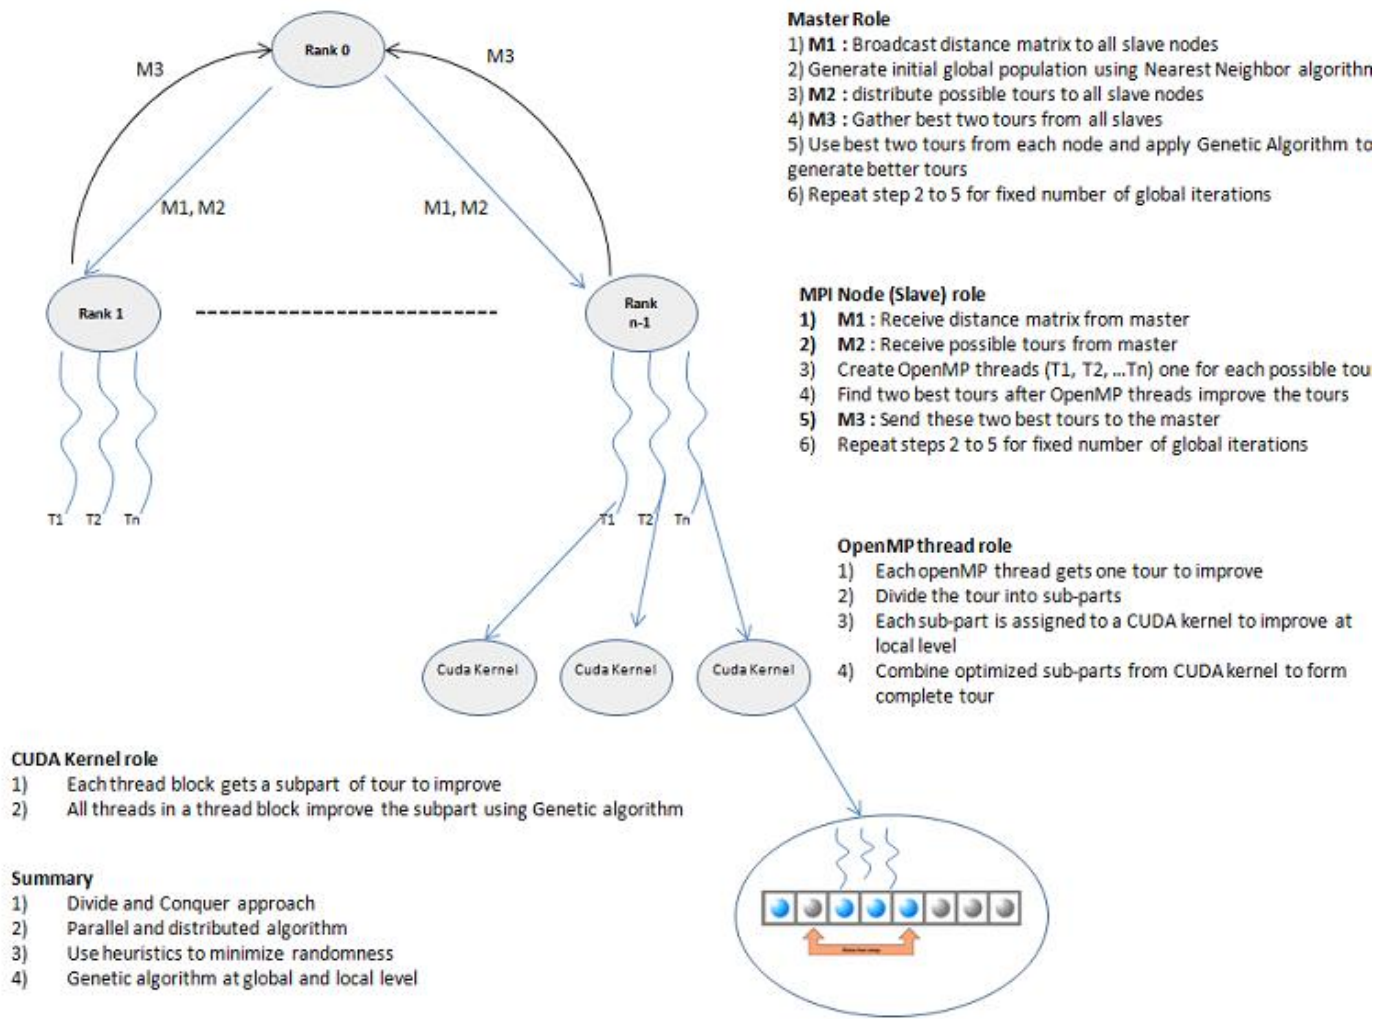 Rank 0
M3
M3
M1, M2
M1, M2
Rank 1
Rank
n-1
T1
T2
Tn
T1
T2
Tn
Cuda Kernel
Cuda Kernel
Cuda Kernel
Master Role
1) M1 : Broadcast distance matrix to all slave nodes
2) Generate initial global population using Nearest Neighbor algorithn
3) M2 : distribute possible tours to all slave nodes
4) M3 : Gather best two tours from all slaves
5) Use best two tours from each node and apply Genetic Algorithm to
generate better tours
6) Repeat step 2 to 5 for fixed number of global iterations
MPI Node (Slave) role
1) M1 : Receive distance matrix from master
2) M2 : Receive possible tours from master
3) Create OpenMP threads (T1, T2, ...Tn) one for each possible tou
4) Find two best tours after OpenMP threads improve the tours
5) M3 : Send these two best tours to the master
6) Repeat steps 2 to 5 for fixed number of global iterations
OpenMP thread role
1) Each openMP thread gets one tour to improve
2) Divide the tour into sub-parts
3) Each sub-part is assigned to a CUDA kernel to improve at
local level
4) Combine optimized sub-parts from CUDA kernel to form
complete tour
CUDA Kernel role
1) Each thread block gets a subpart of tour to improve
2) All threads in a thread block improve the subpart using Genetic algorithm
Summary
1) Divide and Conquer approach
2) Parallel and distributed algorithm
3) Use heuristics to minimize randomness
4) Genetic algorithm at global and local level